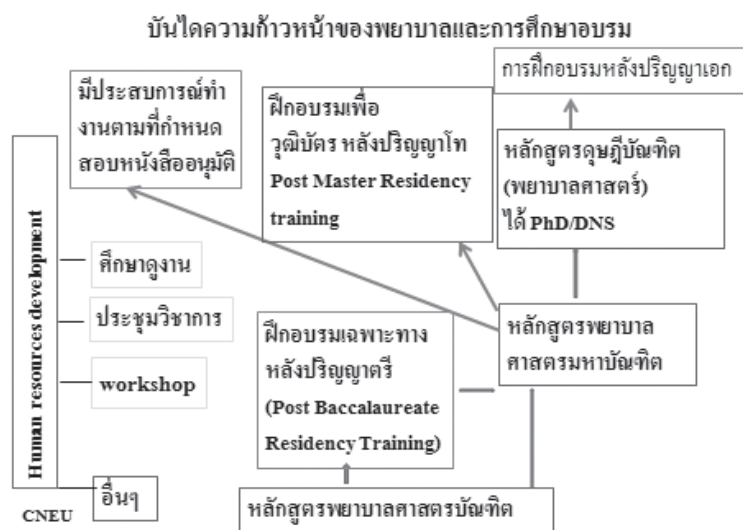 บันไดความก้าวหน้าของพยาบาลและการศึกษาอบรม
การฝึกอบรมหลังปริญญาเอก
มีประสบการณ์ทำ
งานตามที่กำหนด
สอบหนังสืออนุมัติ
ฝึกอบรมเพื่อ
วุฒิบัตร หลังปริญญาโท
Post Master Residency
training
หลักสูตรดุษฎีบัณฑิต
(พยาบาลศาสตร์)
ได้ PhD/DNS
Human resources development
ศึกษาดูงาน
ประชุมวิชาการ
workshop
อื่นๆ
CNEU
ฝึกอบรมเฉพาะทาง
หลังปริญญาตรี
(Post Baccalaureate
Residency Training)
หลักสูตรพยาบาล
ศาสตรมหาบัณฑิต
หลักสูตรพยาบาลศาสตรบัณฑิต